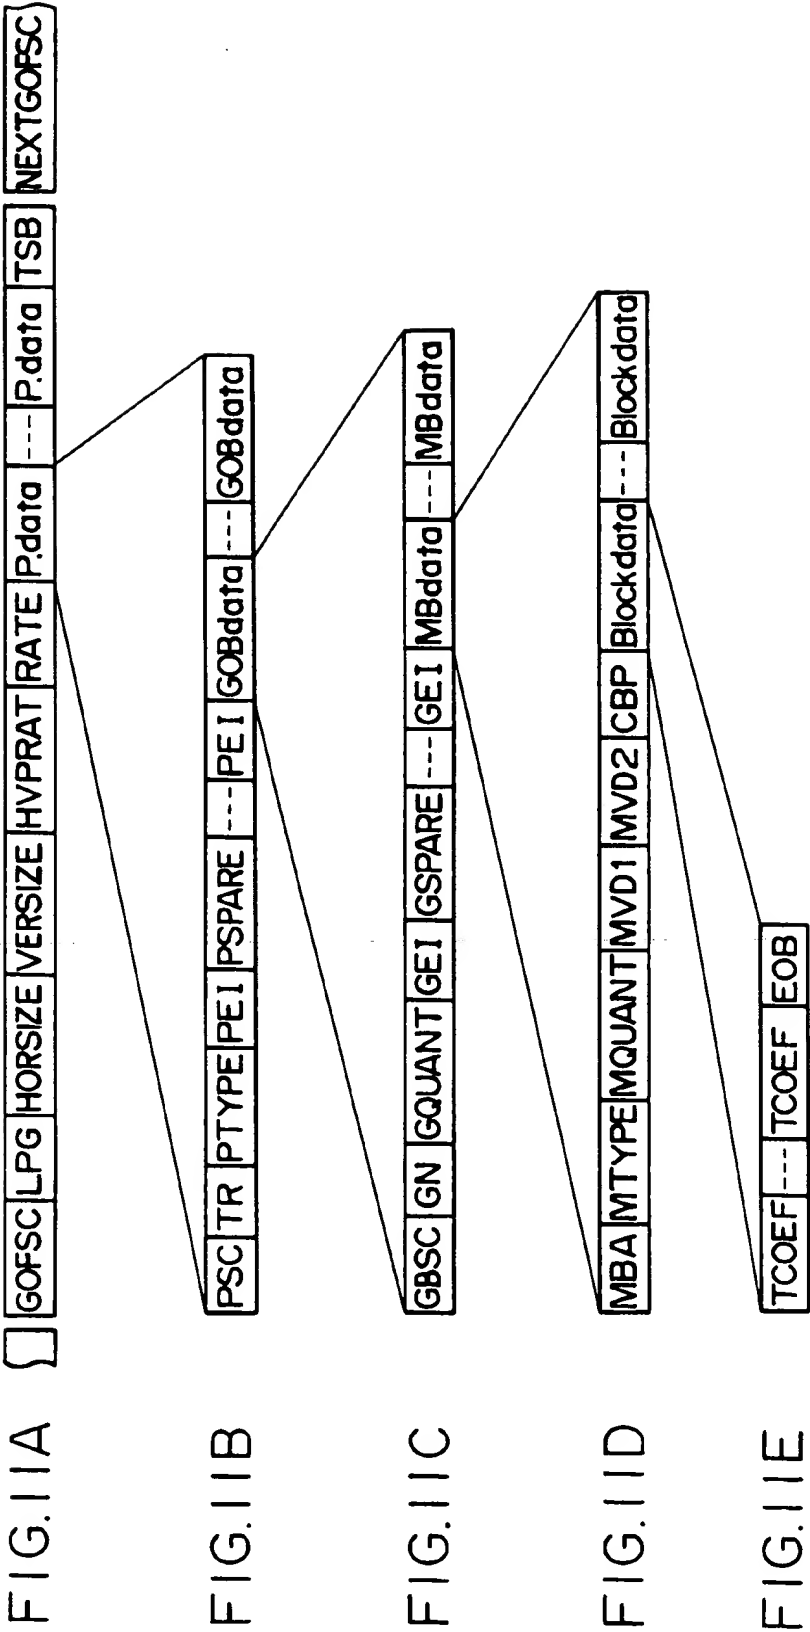 FIG.11A GOFSC LPG HORSIZE VERSIZE HVPRAT RATE P.data --- P.data TSB NEXTGOFSC
FIG.11B PSC TR PTYPE PEI PSPARE ---- PEI GOBdata ---- GOBdata
FIG.11C GBSC GN GQUANT GEI GSPARE ---- GEI MBdata ---- MBdata
FIG.11D MBA MTYPE MQUANT MVD1 MVD2 CBP Blockdata ---- Blockdata
FIG.11E TCOEF ---- TCOEF EOB